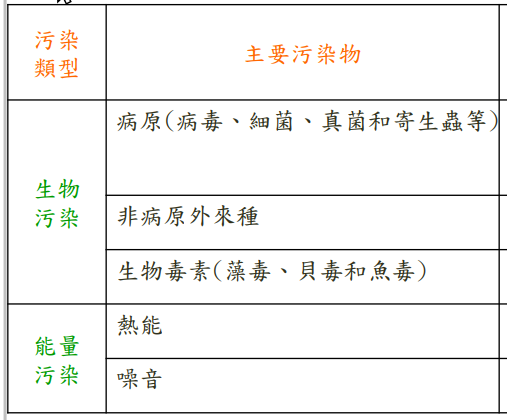 污染
類型
主要污染物
生物
污染
病原(病毒、細菌、真菌和寄生蟲等)
非病原外來種
生物毒素(藻毒、貝毒和魚毒)
能量
污染
熱能
噪音